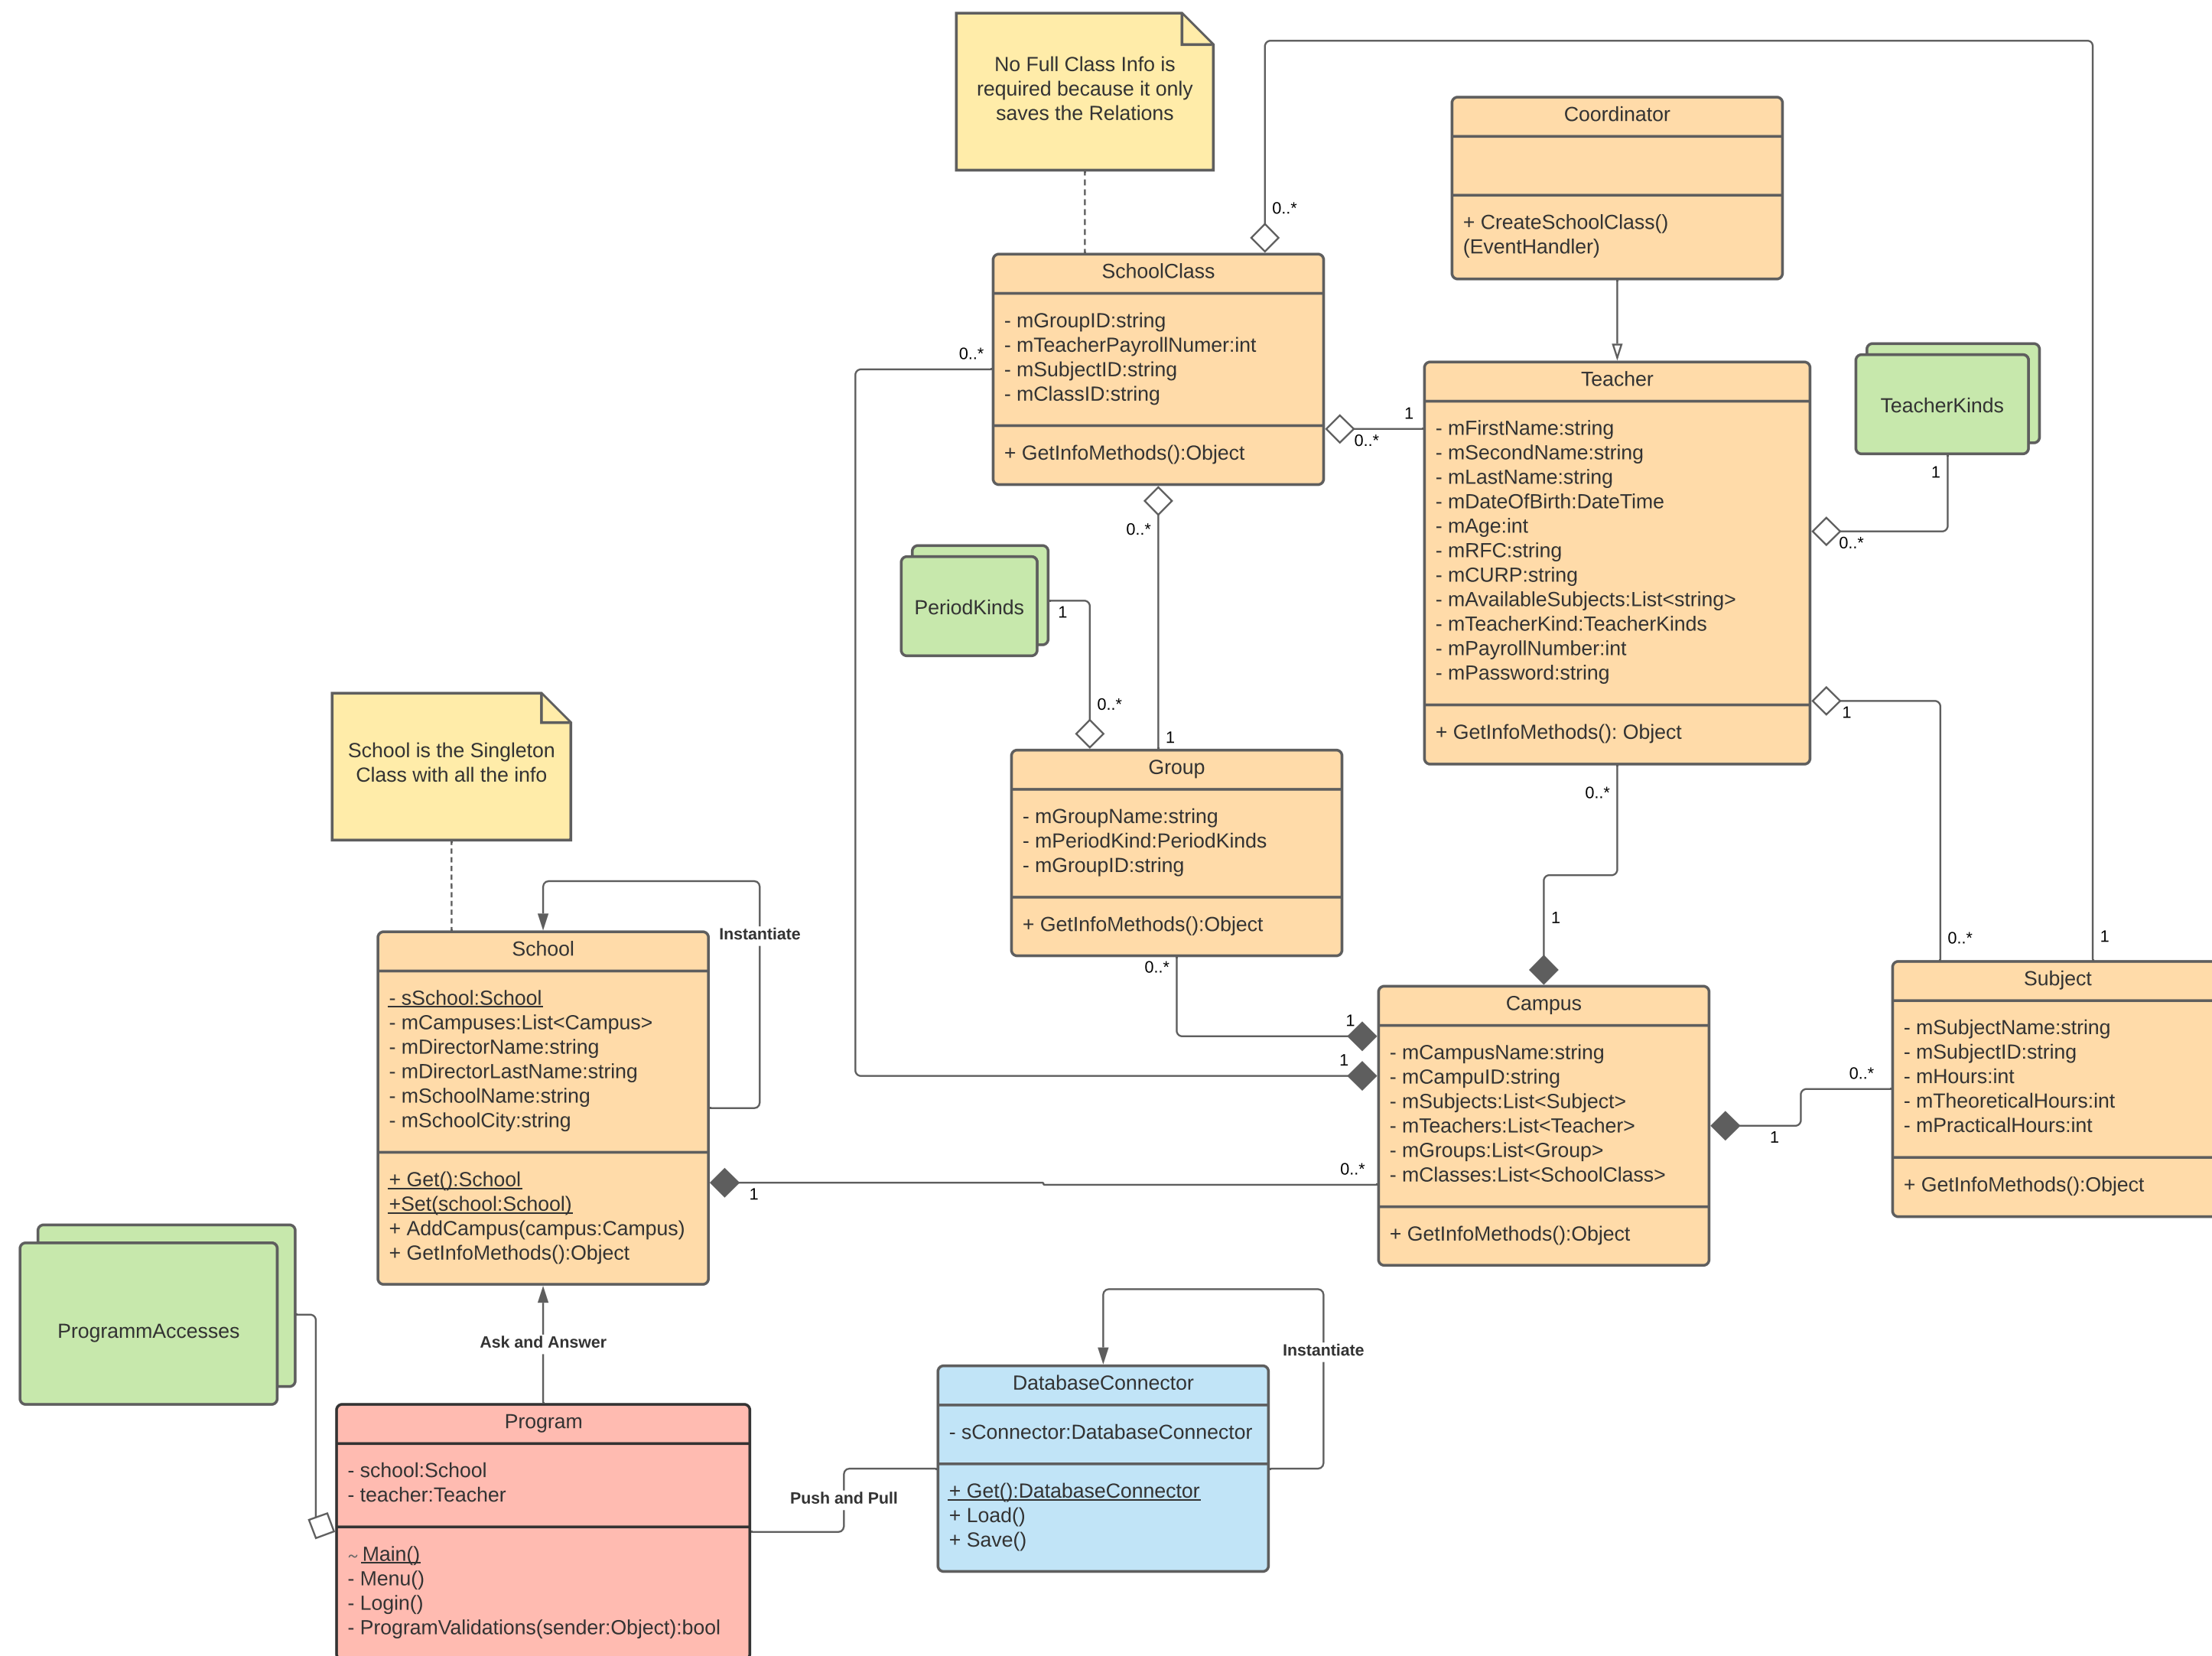 No Full Class Info is
required because it only
saves the Relations
0..*
Coordinator
+ CreateSchoolClass()
(EventHandler)
SchoolClass
- mGroupID:string
- mTeacherPayrollNumer:int
- mSubjectID:string
- mClassID:string
+ GetInfoMethods():Object
0..*
1
0..*
0..*
Teacher
- mFirstName:string
- mSecondName:string
- mLastName:string
- mDateOfBirth:DateTime
- mAge:int
- mRFC:string
- mCURP:string
- mAvailableSubjects:List<string>
- mTeacherKind:TeacherKinds
- mPayrollNumber:int
- mPassword:string
+ GetInfoMethods(): Object
TeacherKinds
1
0..*
1
0..*
PeriodKinds
1
0..*
1
Group
- mGroupName:string
- mPeriodKind:PeriodKinds
- mGroupID:string
+ GetInfoMethods():Object
0..*
0..*
1
1
School is the Singleton
Class with all the info
Instantiate
School
- sSchool:School
- mCampuses:List<Campus>
- mDirectorName:string
- mDirectorLastName:string
- mSchoolName:string
- mSchoolCity:string
+ Get():School
+Set(school:School)
+ AddCampus(campus:Campus)
+ GetInfoMethods():Object
1
0..*
1
1
Campus
- mCampusName:string
- mCampuID:string
- mSubjects:List<Subject>
- mTeachers:List<Teacher>
- mGroups:List<Group>
- mClasses:List<SchoolClass>
+ GetInfoMethods():Object
1
0..*
Subject
- mSubjectName:string
- mSubjectID:string
- mHours:int
- mTheoreticalHours:int
- mPracticalHours:int
+ GetInfoMethods():Object
ProgrammAccesses
Ask and Answer
Program
- school:School
- teacher:Teacher
~ Main()
- Menu()
- Login()
- ProgramValidations(sender:Object):bool
Push and Pull
DatabaseConnector
- sConnector:DatabaseConnector
+ Get():DatabaseConnector
+ Load()
+ Save()
Instantiate